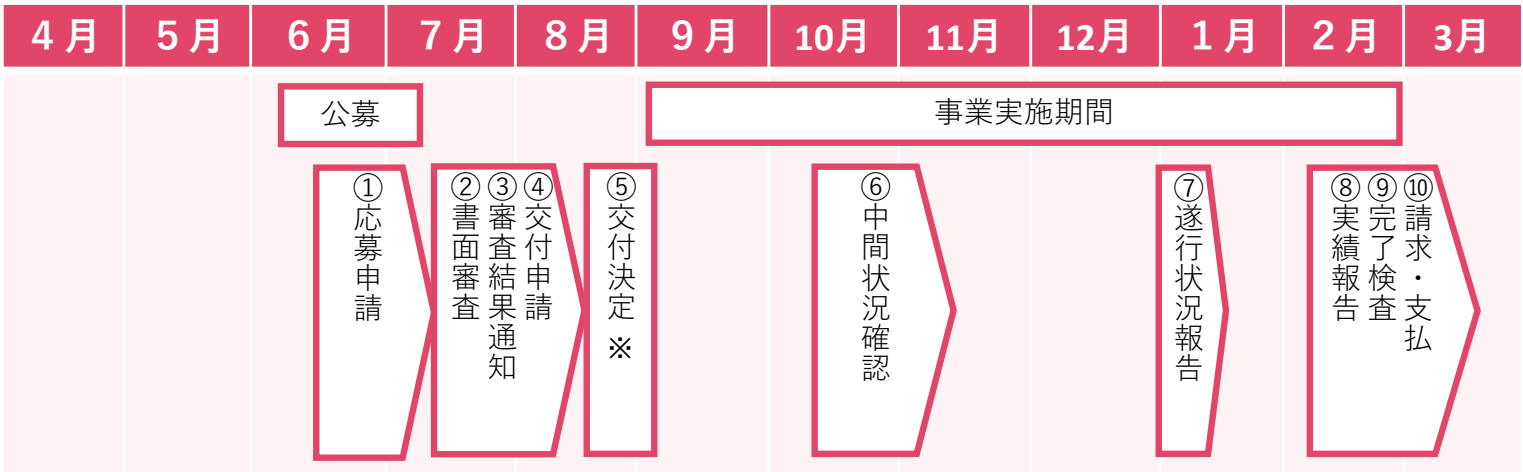 4月 5月 6月 7月 8月 9月 10月 11月 12月 1月 2月 3月
公募
事業実施期間
①応募申請
②書面審査
③審査結果通知
④交付申請
⑤交付決定 ※
⑥中間状況確認
⑦遂行状況報告
⑧実績報告
⑨完了検査
⑩請求・支払